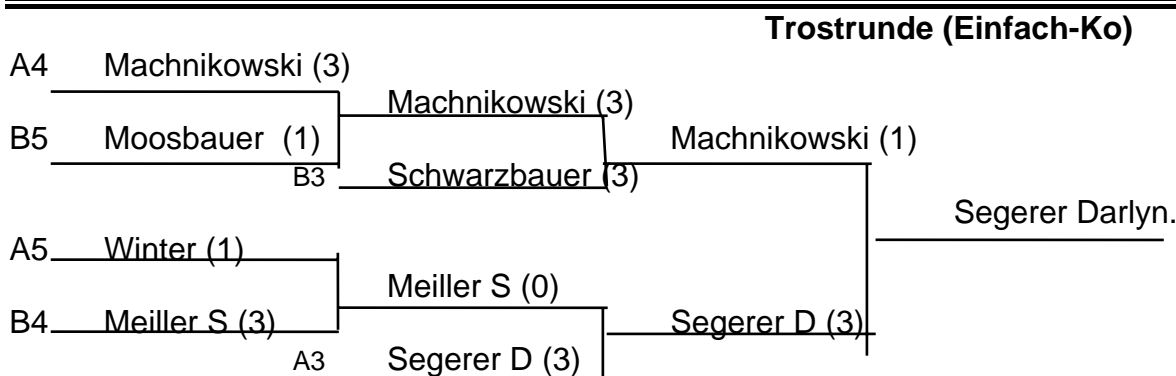 Trostrunde (Einfach-Ko)
A4 Machnikowski (3)
Machnikowski (3)
B5 Moosbauer (1) Machnikowski (1)
B3 Schwarzbauer (3)
Segerer Darlyn.
A5 Winter (1)
Meiller S (0)
B4 Meiller S (3) Segerer D (3)
A3 Segerer D (3)